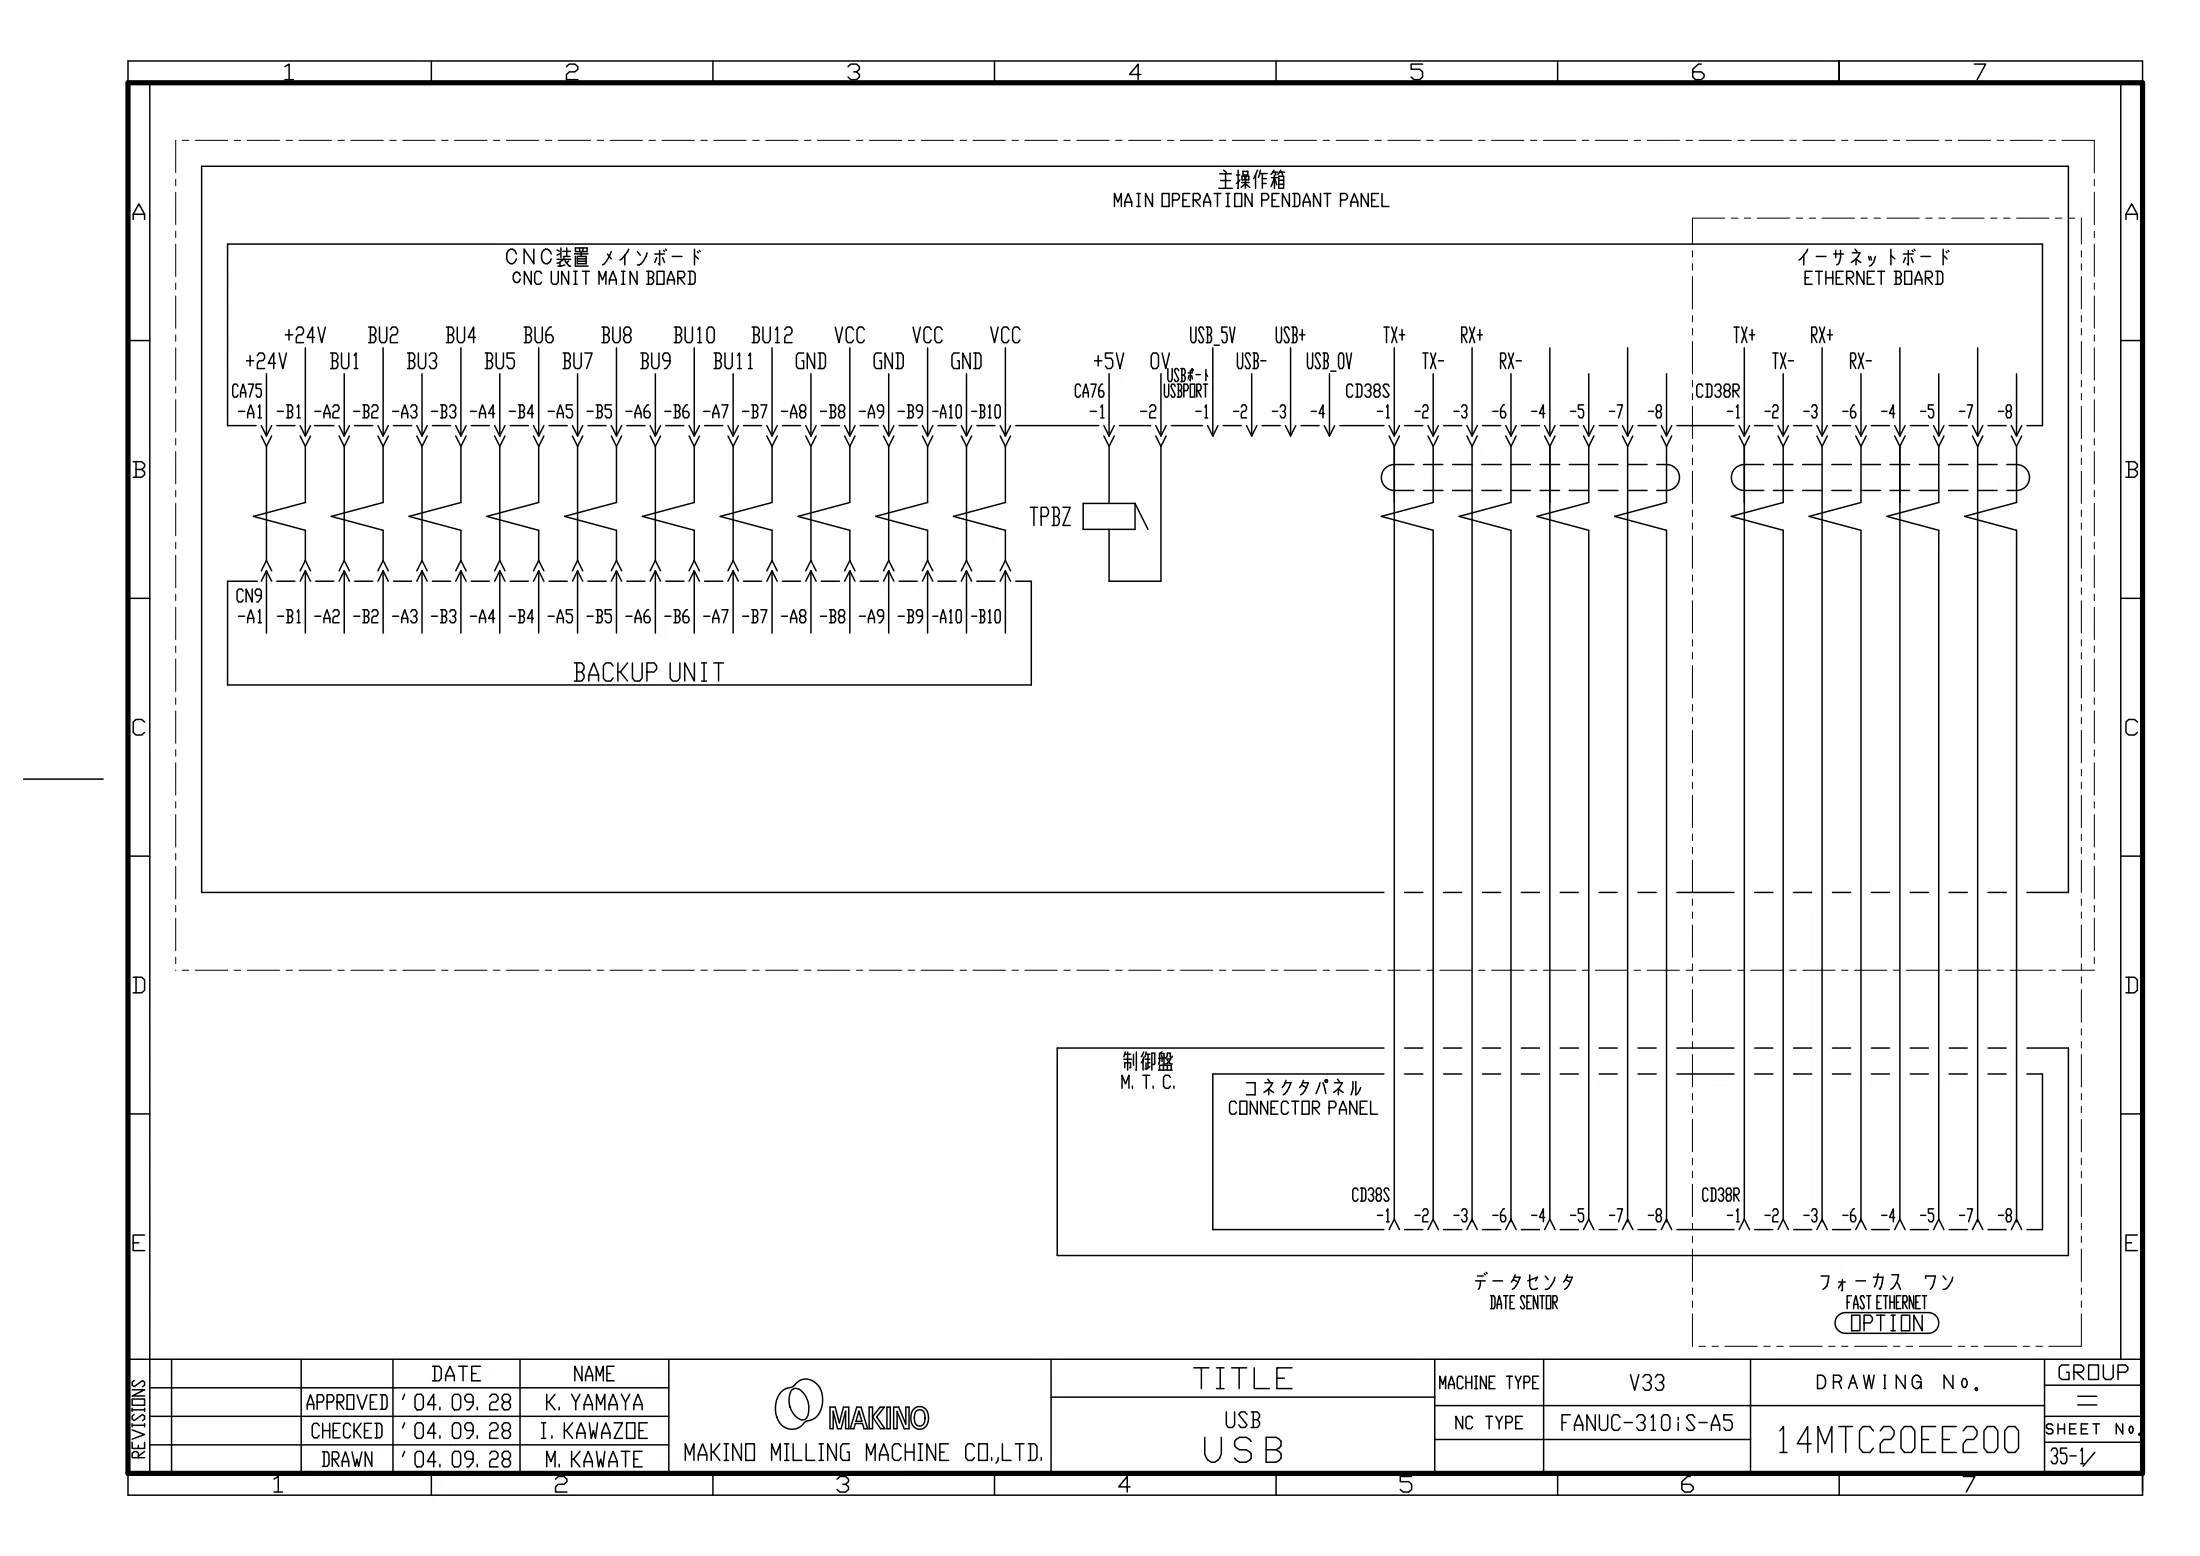 1 2 3 4 5 6 7
主操作箱
MAIN OPERATION PENDANT PANEL
A A
CNC装置 メインボード イーサネットボード
CNC UNIT MAIN BOARD ETHERNET BOARD
+24V BU2 BU4 BU6 BU8 BU10 BU12 VCC VCC VCC USB_5V USB+ TX+ RX+ TX+ RX+
+24V BU1 BU3 BU5 BU7 BU9 BU11 GND GND GND +5V 0V USB- USB_0V TX- RX- TX- RX-
USBポート
CA75 CA76 USBPORT CD38S CD38R
-A1 -B1 -A2 -B2 -A3 -B3 -A4 -B4 -A5 -B5 -A6 -B6 -A7 -B7 -A8 -B8 -A9 -B9 -A10 -B10 -1 -2 -1 -2 -3 -4 -1 -2 -3 -6 -4 -5 -7 -8 -1 -2 -3 -6 -4 -5 -7 -8
B B
TPBZ
CN9
-A1 -B1 -A2 -B2 -A3 -B3 -A4 -B4 -A5 -B5 -A6 -B6 -A7 -B7 -A8 -B8 -A9 -B9 -A10 -B10
BACKUP UNIT
C C
D D
制御盤
M. T. C.
コネクタパネル
CONNECTOR PANEL
CD38S CD38R
-1 -2 -3 -6 -4 -5 -7 -8 -1 -2 -3 -6 -4 -5 -7 -8
E E
データセンタ フォーカス ワン
DATE SENTOR FAST ETHERNET
OPTION
REVISIONS
DATE NAME
APPROVED '04. 09. 28 K. YAMAYA
CHECKED '04. 09. 28 I. KAWAZOE
DRAWN '04. 09. 28 M. KAWATE
MAKINO
MAKINO MILLING MACHINE CO.,LTD.
TITLE
USB
USB
MACHINE TYPE V33
NC TYPE FANUC-310iS-A5
DRAWING No.
14MTC20EE200
GROUP
=
SHEET No.
35-1/
1 2 3 4 5 6 7